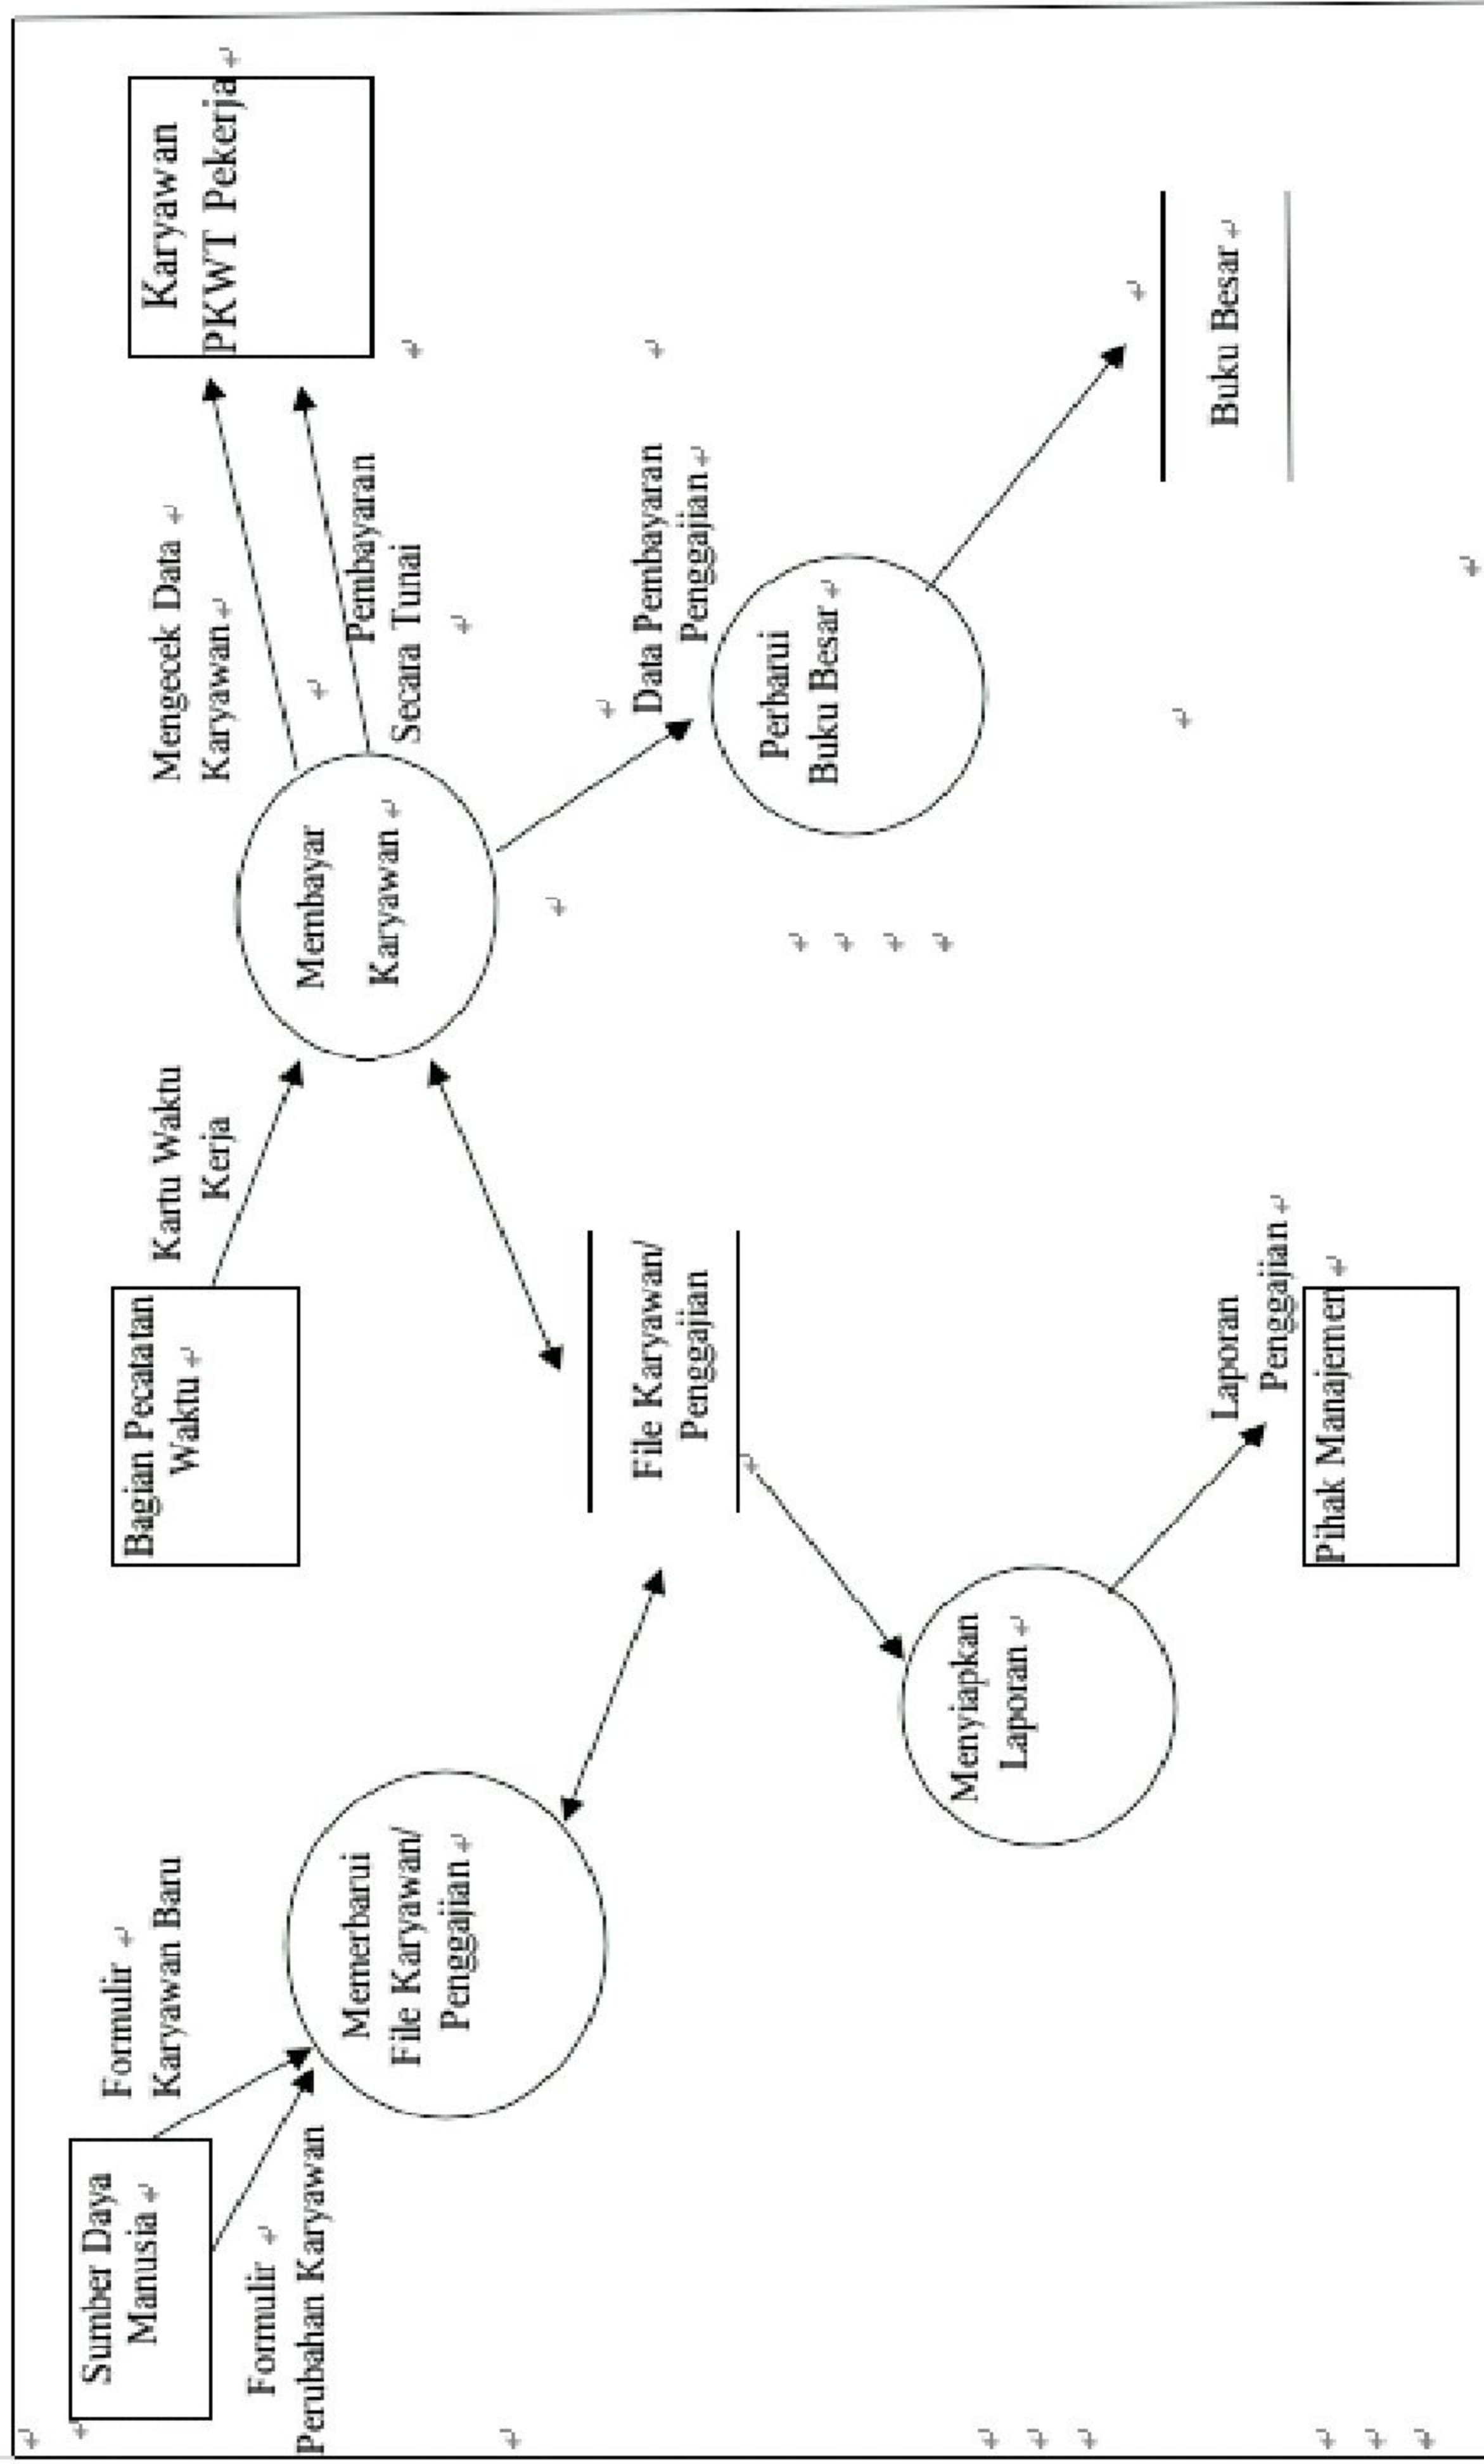 Sumber Daya
Manusia
Formulir
Karyawan Baru
Formulir
Perubahan Karyawan
Memerbarui
File Karyawan/
Penggajian
Bagian Pecatatan
Waktu
Kartu Waktu
Kerja
Membayar
Karyawan
Mengecek Data
Karyawan
Pembayaran
Secara Tunai
Karyawan
PKWT Pekerja
File Karyawan/
Penggajian
Data Pembayaran
Penggajian
Perbarui
Buku Besar
Buku Besar
Menyiapkan
Laporan
Laporan
Penggajian
Pihak Manajemen